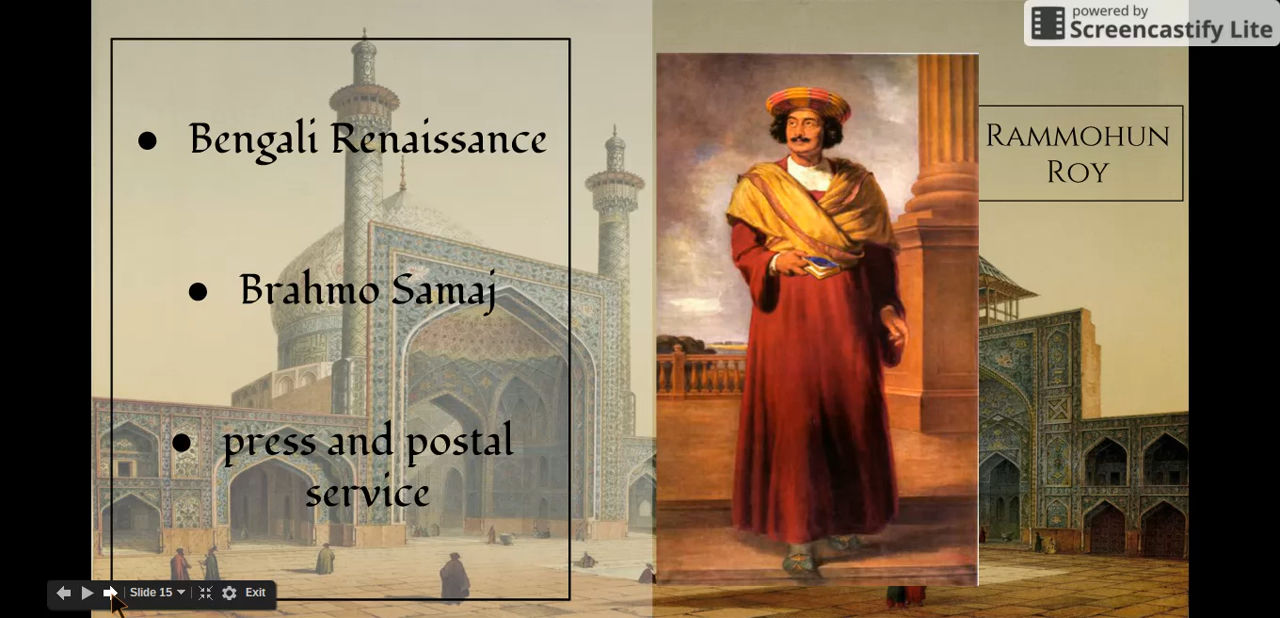 powered by
Screencastify Lite
• Bengali Renaissance
• Brahmo Samaj
• press and postal
service
RAMMOHUN
ROY
Slide 15
Exit